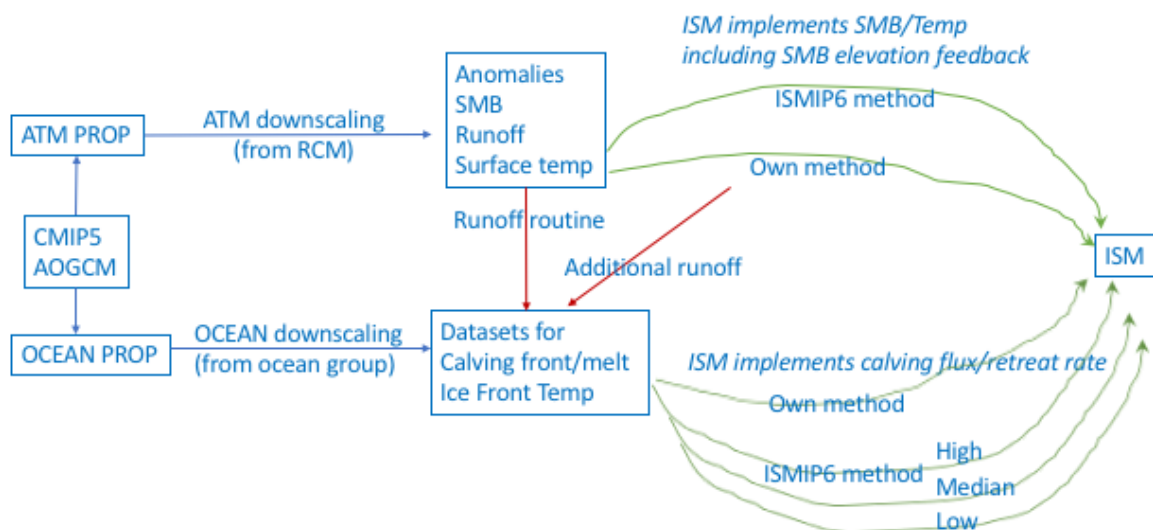 ISM implements SMB/Temp
including SMB elevation feedback
Anomalies
SMB
Runoff
Surface temp
ISMIP6 method
ATM PROP
ATM downscaling
(from RCM)
Own method
Runoff routine
CMIP5
AOGCM
ISM
Additional runoff
OCEAN PROP
OCEAN downscaling
(from ocean group)
Datasets for
Calving front/melt
Ice Front Temp
ISM implements calving flux/retreat rate
Own method
ISMIP6 method
High
Median
Low